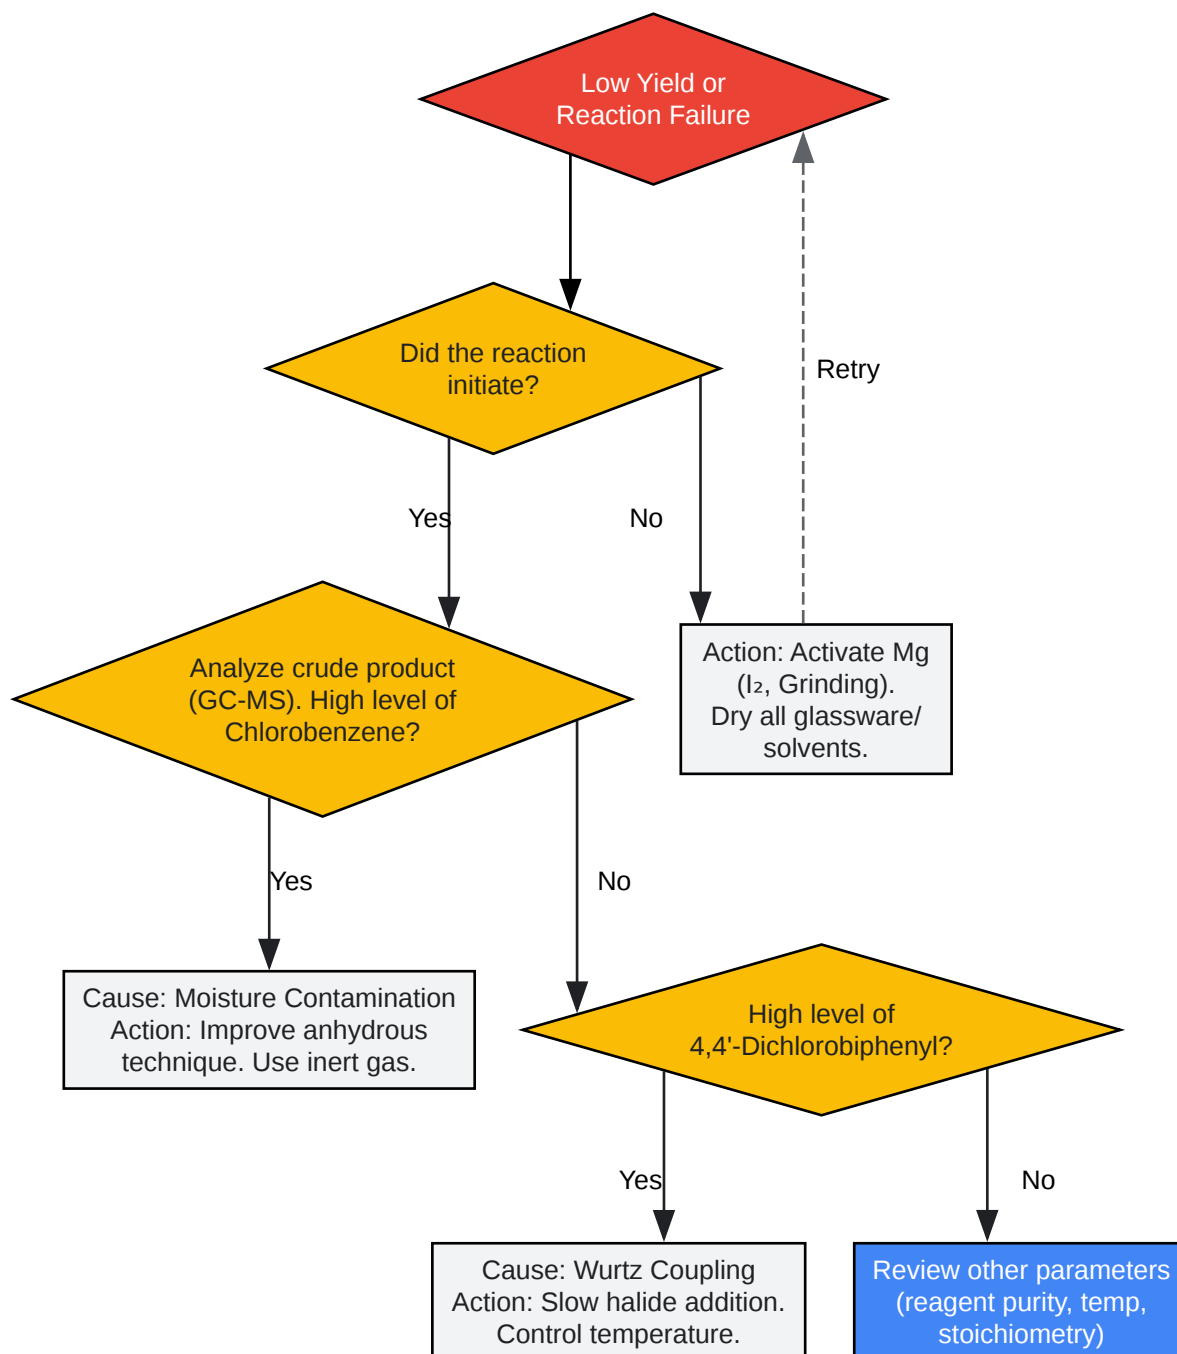 Low Yield or
Reaction Failure
Did the reaction
initiate?
Retry
Yes
No
Analyze crude product
(GC-MS). High level of
Chlorobenzene?
Action: Activate Mg
(I₂, Grinding).
Dry all glassware/
solvents.
Yes
No
Cause: Moisture Contamination
Action: Improve anhydrous
technique. Use inert gas.
High level of
4,4'-Dichlorobiphenyl?
Yes
No
Cause: Wurtz Coupling
Action: Slow halide addition.
Control temperature.
Review other parameters
(reagent purity, temp,
stoichiometry)